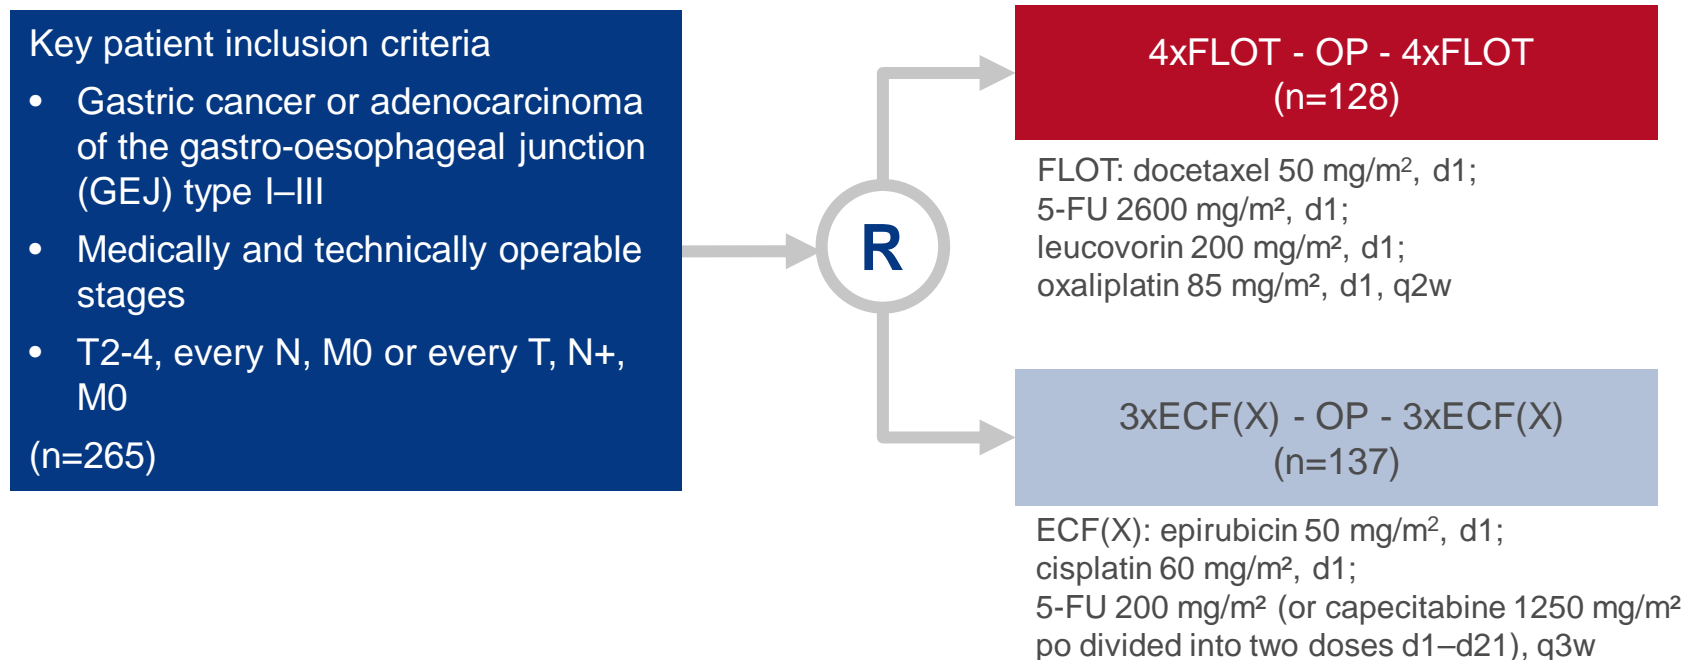 Key patient inclusion criteria
• Gastric cancer or adenocarcinoma
of the gastro-oesophageal junction
(GEJ) type I–III
• Medically and technically operable
stages
• T2-4, every N, M0 or every T, N+,
M0
(n=265)
R
4xFLOT - OP - 4xFLOT
(n=128)
FLOT: docetaxel 50 mg/m², d1;
5-FU 2600 mg/m², d1;
leucovorin 200 mg/m², d1;
oxaliplatin 85 mg/m², d1, q2w
3xECF(X) - OP - 3xECF(X)
(n=137)
ECF(X): epirubicin 50 mg/m², d1;
cisplatin 60 mg/m², d1;
5-FU 200 mg/m² (or capecitabine 1250 mg/m²
po divided into two doses d1–d21), q3w